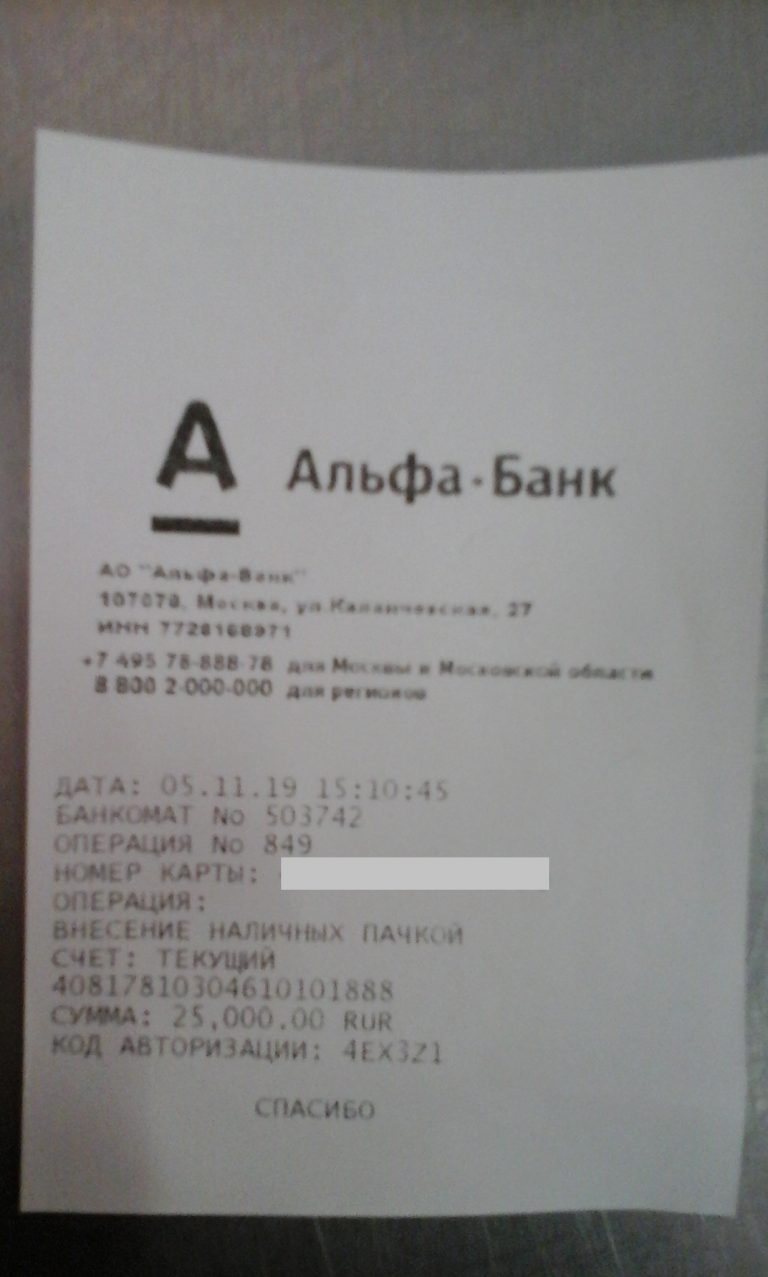 А
Альфа·Банк
АО "Альфа-Банк"
107078, Москва, ул.Каланчевская, 27
ИНН 7728168971
+7 495 78-888-78 для Москвы и Московской области
8 800 2-000-000 для регионов
ДАТА: 05.11.19 15:10:45
БАНКОМАТ No 503742
ОПЕРАЦИЯ No 849
НОМЕР КАРТЫ:
ОПЕРАЦИЯ:
ВНЕСЕНИЕ НАЛИЧНЫХ ПАЧКОЙ
СЧЕТ: ТЕКУЩИЙ
40817810304610101888
СУММА: 25,000.00 RUR
КОД АВТОРИЗАЦИИ: 4EX3Z1
СПАСИБО